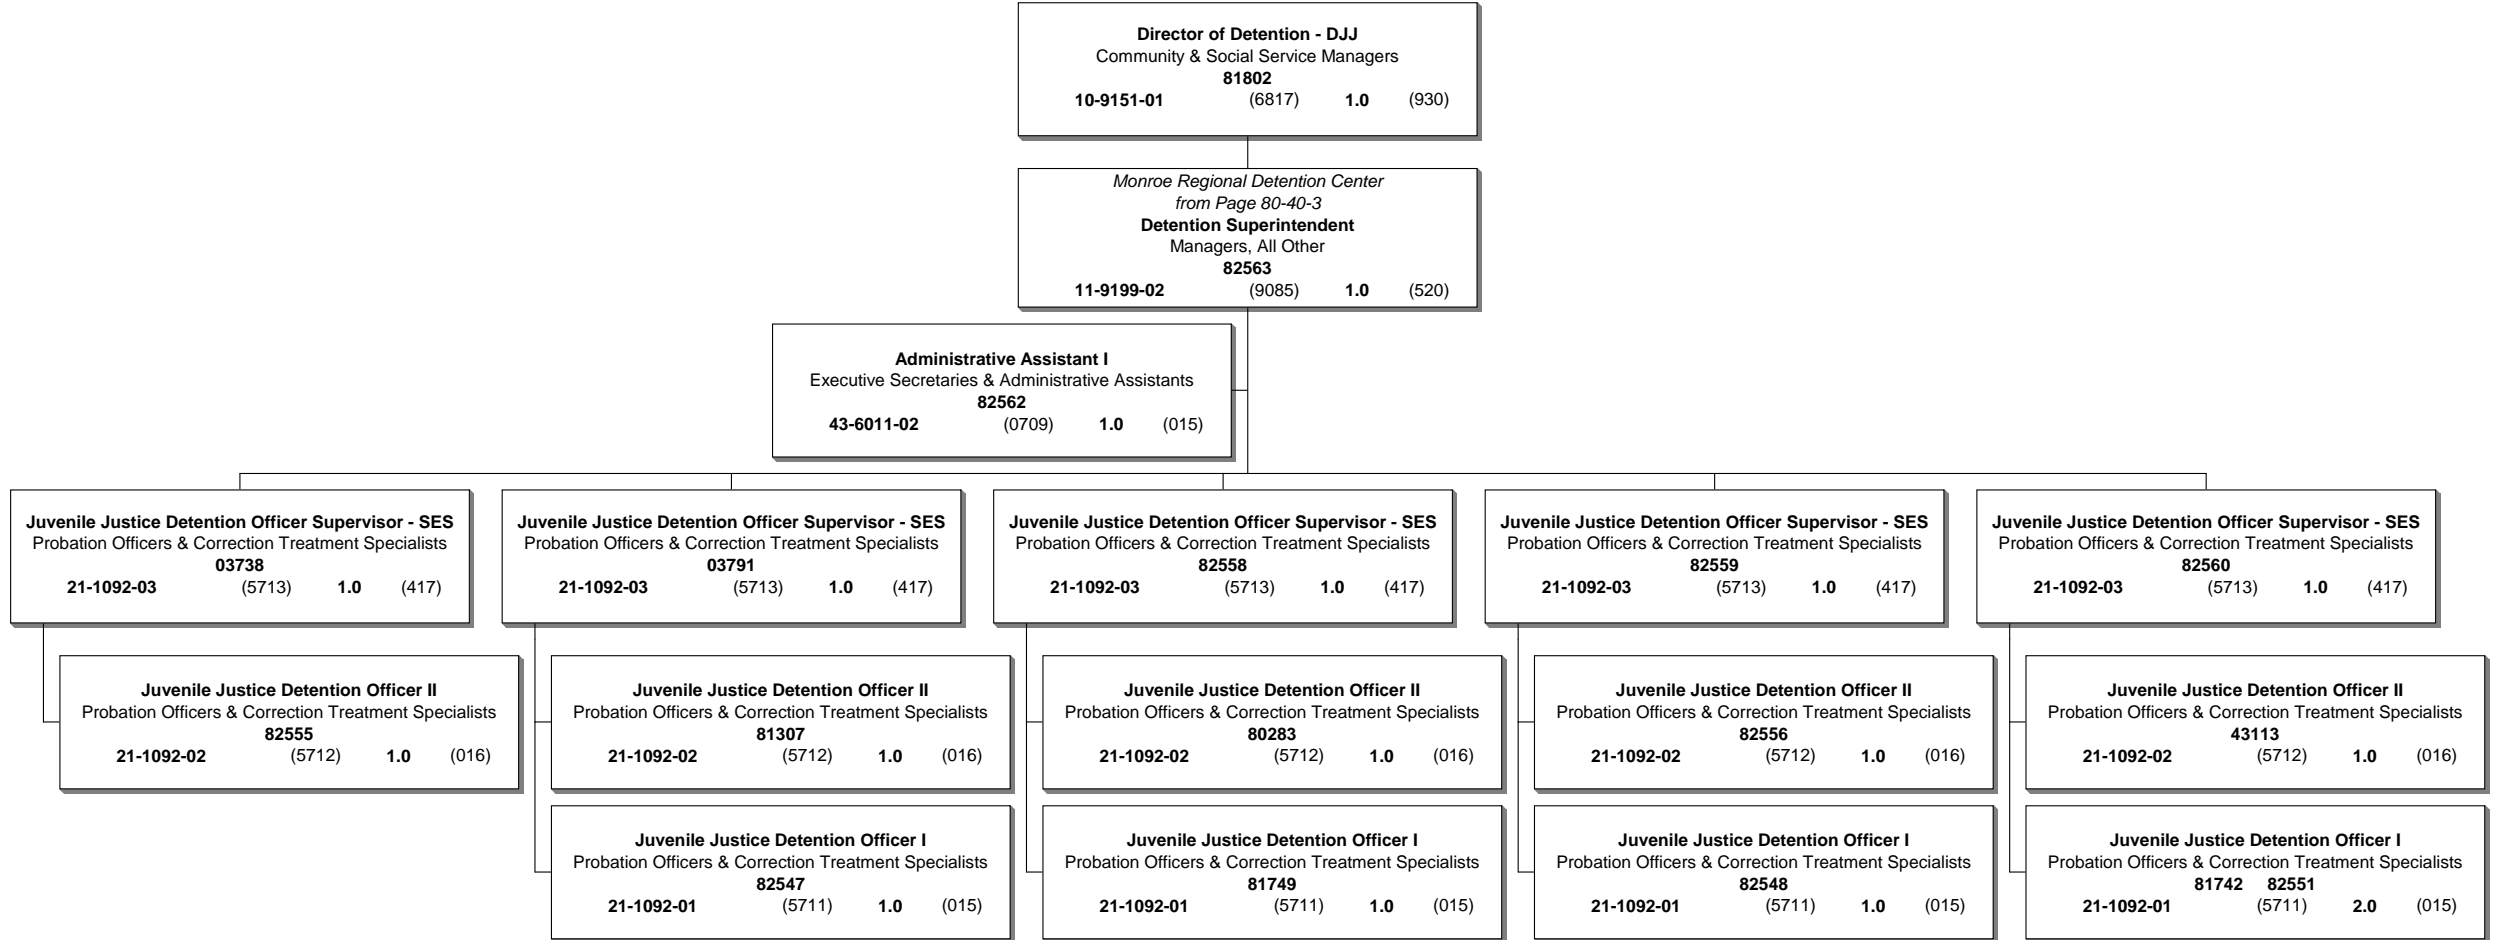 Director of Detention - DJJ
Community & Social Service Managers
81802
10-9151-01 (6817) 1.0 (930)
Monroe Regional Detention Center
from Page 80-40-3
Detention Superintendent
Managers, All Other
82563
11-9199-02 (9085) 1.0 (520)
Administrative Assistant I
Executive Secretaries & Administrative Assistants
82562
43-6011-02 (0709) 1.0 (015)
Juvenile Justice Detention Officer Supervisor - SES
Probation Officers & Correction Treatment Specialists
03738
21-1092-03 (5713) 1.0 (417)
Juvenile Justice Detention Officer Supervisor - SES
Probation Officers & Correction Treatment Specialists
03791
21-1092-03 (5713) 1.0 (417)
Juvenile Justice Detention Officer Supervisor - SES
Probation Officers & Correction Treatment Specialists
82558
21-1092-03 (5713) 1.0 (417)
Juvenile Justice Detention Officer Supervisor - SES
Probation Officers & Correction Treatment Specialists
82559
21-1092-03 (5713) 1.0 (417)
Juvenile Justice Detention Officer Supervisor - SES
Probation Officers & Correction Treatment Specialists
82560
21-1092-03 (5713) 1.0 (417)
Juvenile Justice Detention Officer II
Probation Officers & Correction Treatment Specialists
82555
21-1092-02 (5712) 1.0 (016)
Juvenile Justice Detention Officer II
Probation Officers & Correction Treatment Specialists
81307
21-1092-02 (5712) 1.0 (016)
Juvenile Justice Detention Officer II
Probation Officers & Correction Treatment Specialists
80283
21-1092-02 (5712) 1.0 (016)
Juvenile Justice Detention Officer II
Probation Officers & Correction Treatment Specialists
82556
21-1092-02 (5712) 1.0 (016)
Juvenile Justice Detention Officer II
Probation Officers & Correction Treatment Specialists
43113
21-1092-02 (5712) 1.0 (016)
Juvenile Justice Detention Officer I
Probation Officers & Correction Treatment Specialists
82547
21-1092-01 (5711) 1.0 (015)
Juvenile Justice Detention Officer I
Probation Officers & Correction Treatment Specialists
81749
21-1092-01 (5711) 1.0 (015)
Juvenile Justice Detention Officer I
Probation Officers & Correction Treatment Specialists
82548
21-1092-01 (5711) 1.0 (015)
Juvenile Justice Detention Officer I
Probation Officers & Correction Treatment Specialists
81742 82551
21-1092-01 (5711) 2.0 (015)